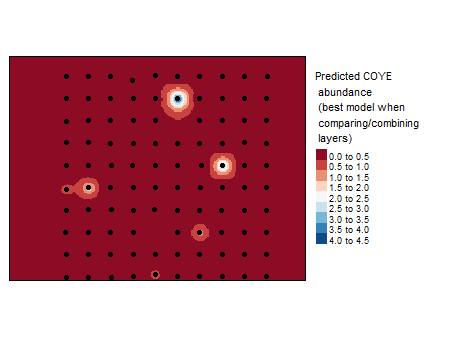 Predicted COYE
abundance
(best model when
comparing/combining
layers)
0.0 to 0.5
0.5 to 1.0
1.0 to 1.5
1.5 to 2.0
2.0 to 2.5
2.5 to 3.0
3.0 to 3.5
3.5 to 4.0
4.0 to 4.5